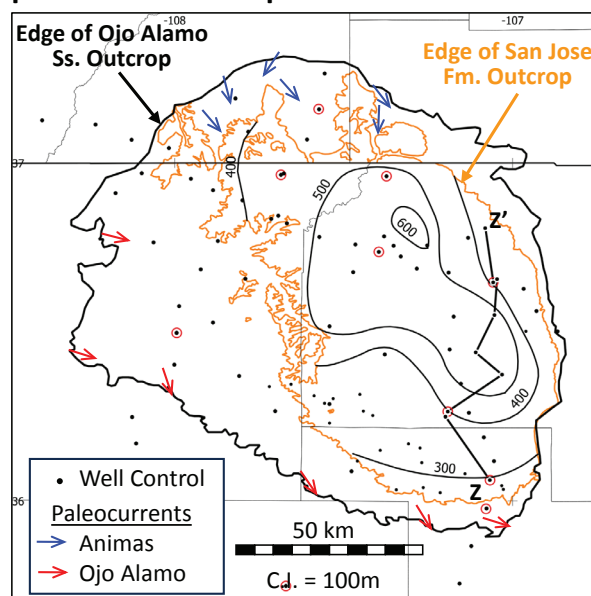 -108
-107
Edge of Ojo Alamo
Ss. Outcrop
Edge of San Jose
Fm. Outcrop
37
400
500
600
Z'
400
300
Z
36
Well Control
Paleocurrents
Animas
Ojo Alamo
50 km
C.I. = 100m